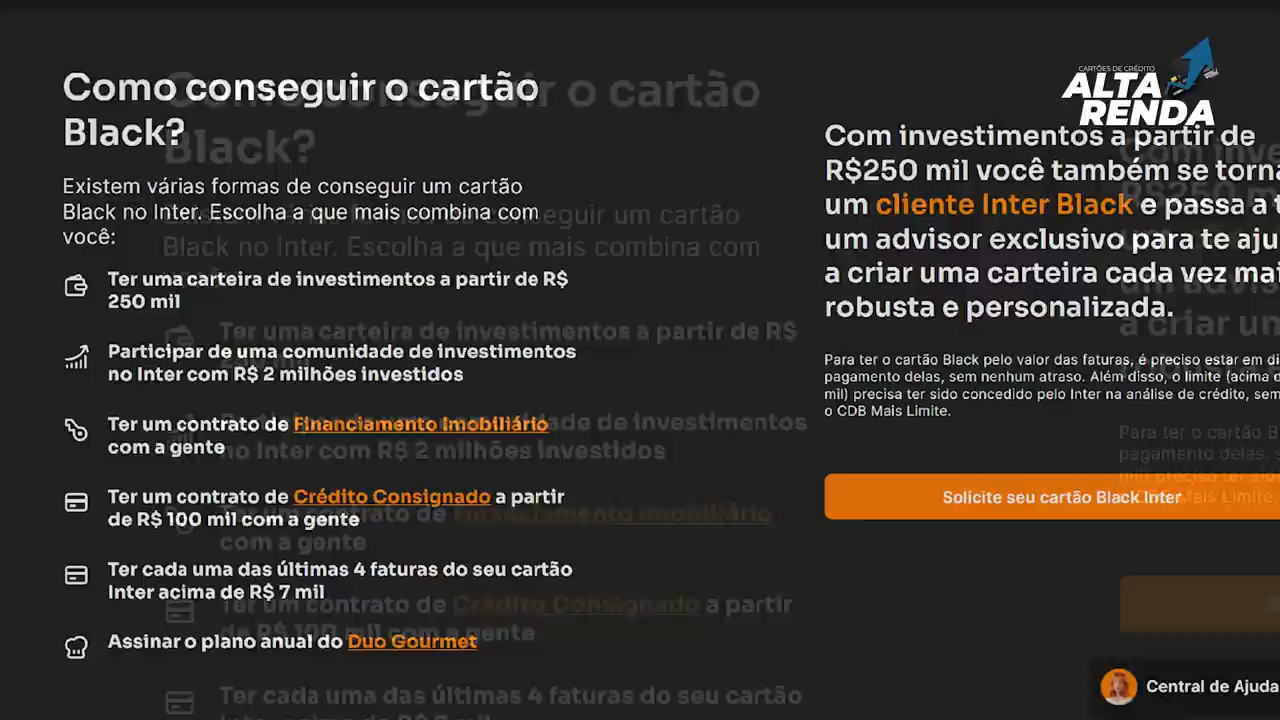 Como conseguir o cartão
Black?
Existem várias formas de conseguir um cartão
Black no Inter. Escolha a que mais combina com
você:
Ter uma carteira de investimentos a partir de R$
250 mil
Participar de uma comunidade de investimentos
no Inter com R$ 2 milhões investidos
Ter um contrato de Financiamento Imobiliário
com a gente
Ter um contrato de Crédito Consignado a partir
de R$ 100 mil com a gente
Ter cada uma das últimas 4 faturas do seu cartão
Inter acima de R$ 7 mil
Assinar o plano anual do Duo Gourmet
CARTÕES DE CRÉDITO
ALTA
RENDA
Com investimentos a partir de
R$250 mil você também se torna
um cliente Inter Black e passa a t
um advisor exclusivo para te aju
a criar uma carteira cada vez mai
robusta e personalizada.
Para ter o cartão Black pelo valor das faturas, é preciso estar em di
pagamento delas, sem nenhum atraso. Além disso, o limite (acima d
mil) precisa ter sido concedido pelo Inter na análise de crédito, sem
o CDB Mais Limite.
Solicite seu cartão Black Inter
Central de Ajuda